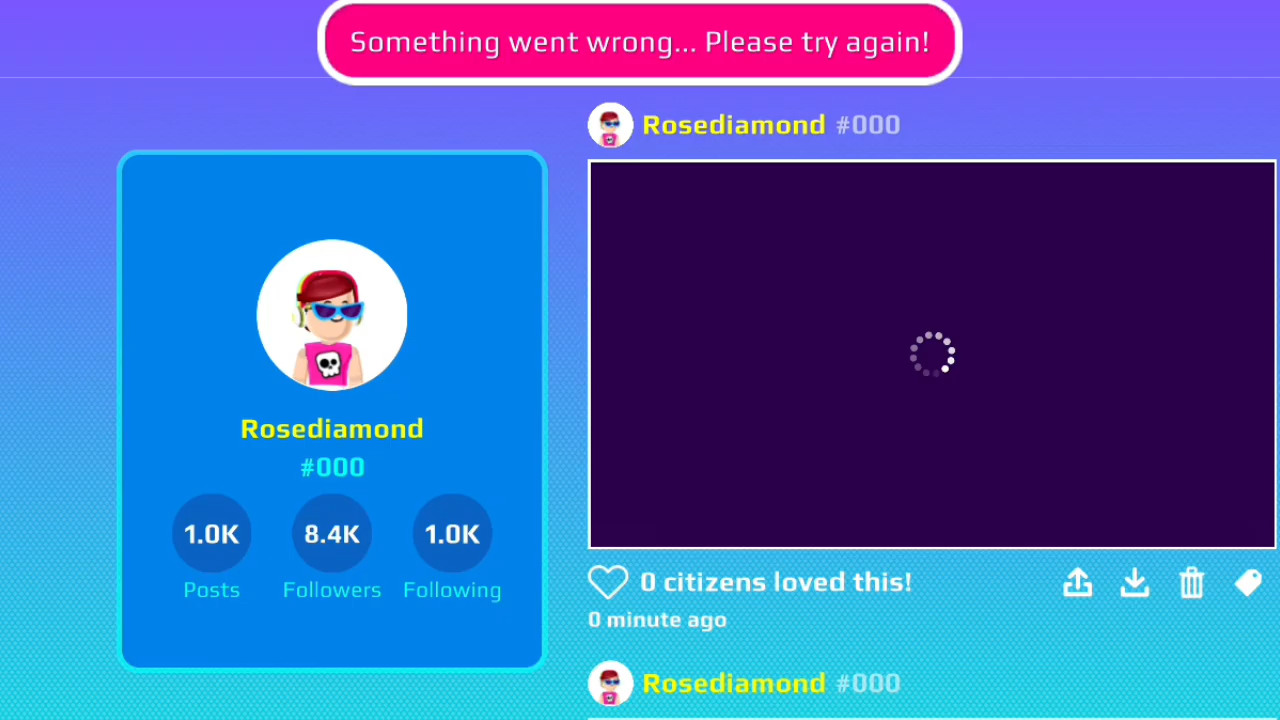 Something went wrong... Please try again!
Rosediamond #000
Rosediamond
#000
1.0K 8.4K 1.0K
Posts Followers Following
0 citizens loved this!
0 minute ago
Rosediamond #000